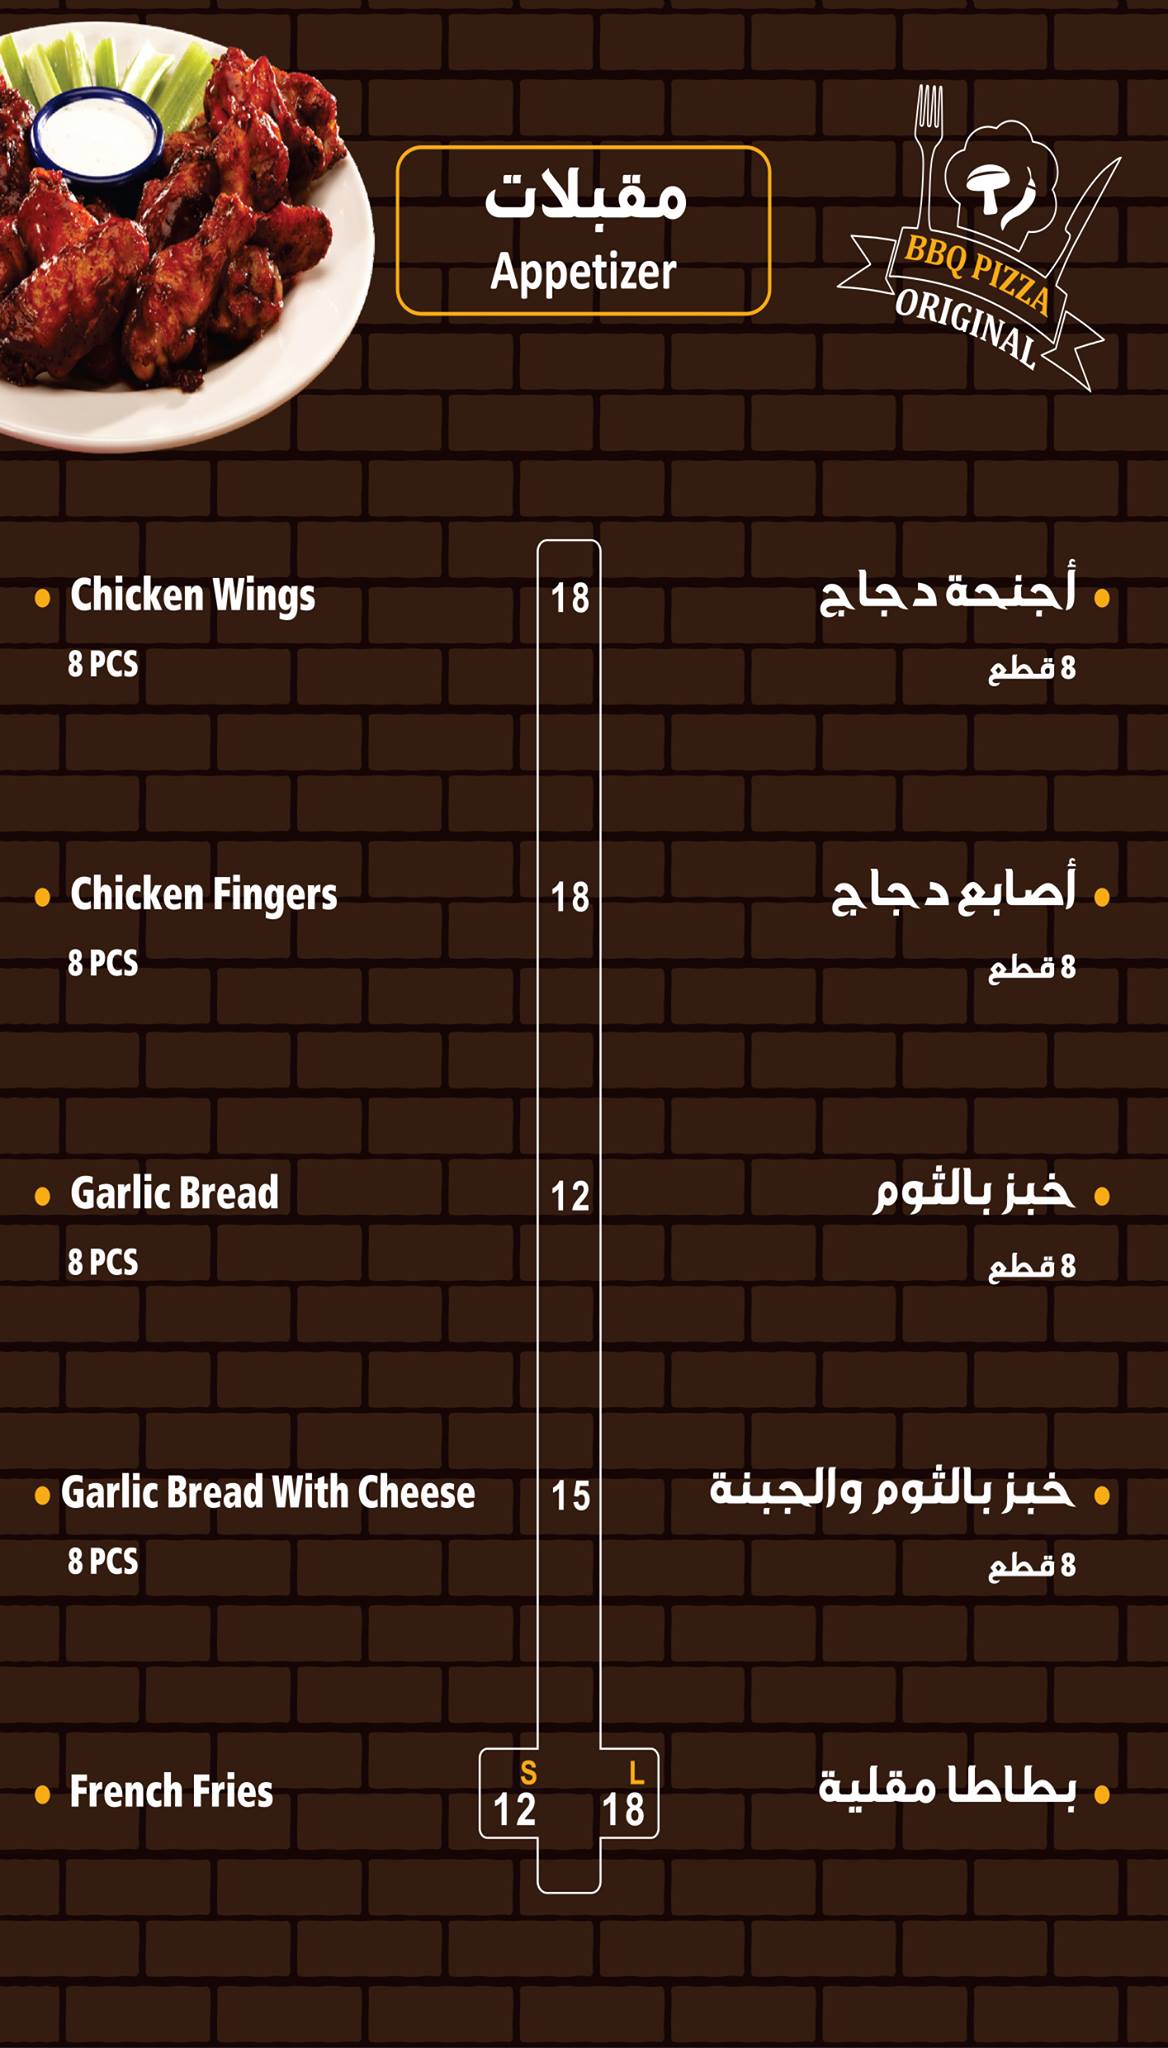 مقبلات
Appetizer
BBQ PIZZA
ORIGINAL
Chicken Wings 18 أجنحة دجاج
8 PCS 8 قطع
Chicken Fingers 18 أصابع دجاج
8 PCS 8 قطع
Garlic Bread 12 خبز بالثوم
8 PCS 8 قطع
Garlic Bread With Cheese 15 خبز بالثوم والجبنة
8 PCS 8 قطع
S L
French Fries 12 18 بطاطا مقلية